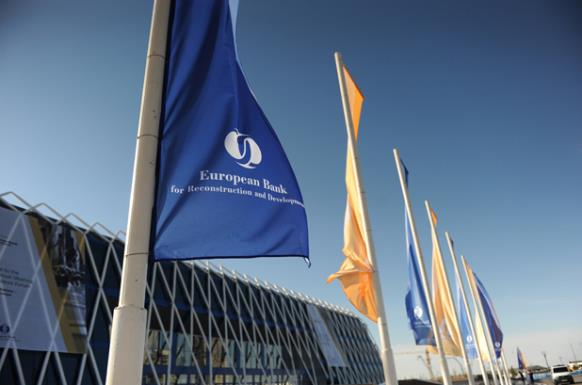 European Bank
for Reconstruction and Development